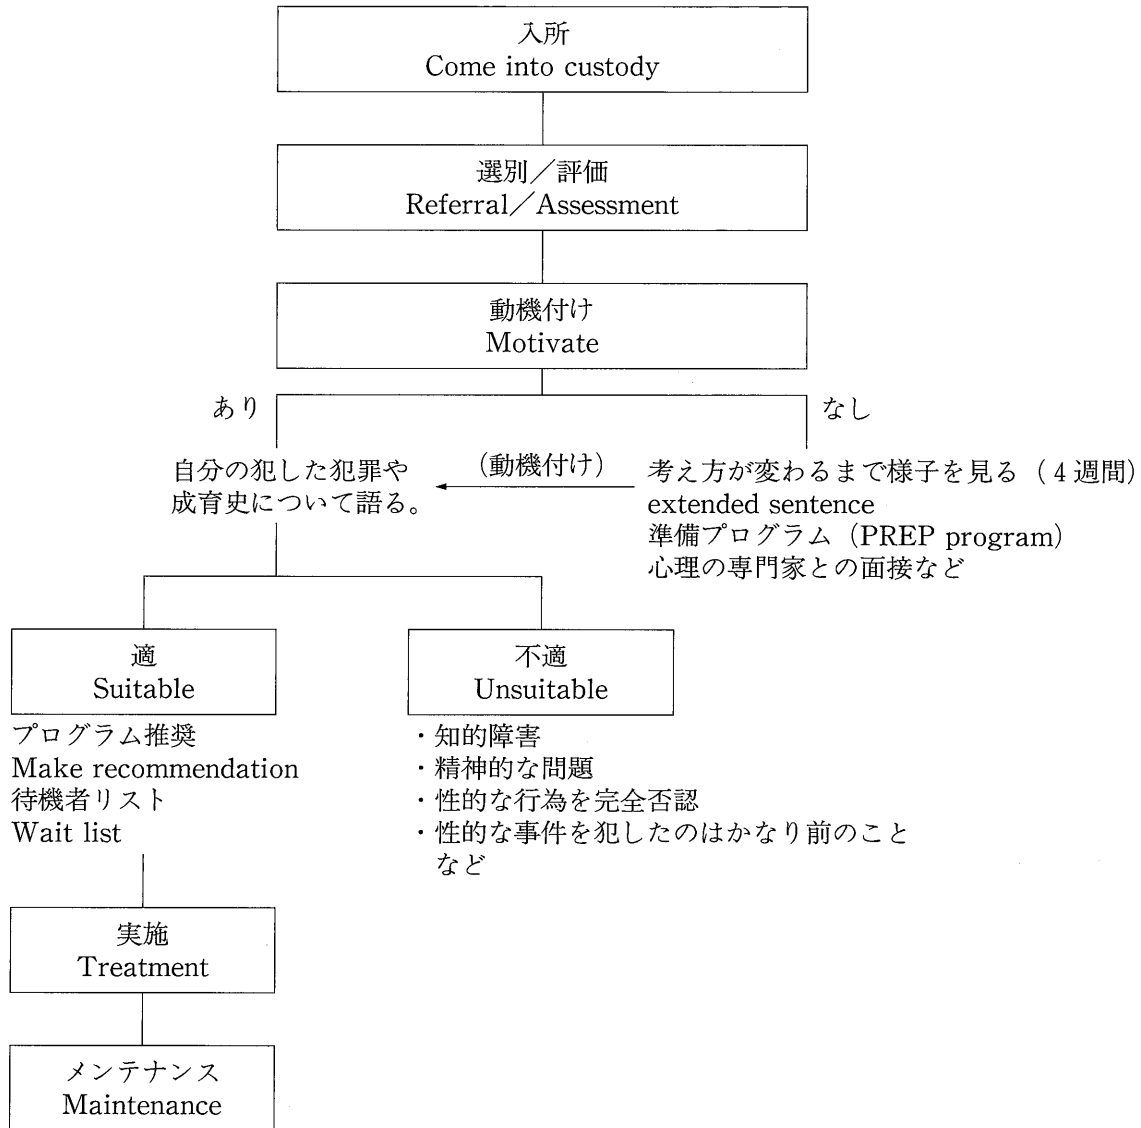 入所
Come into custody
選別／評価
Referral／Assessment
動機付け
Motivate
あり
なし
自分の犯した犯罪や
成育史について語る。
(動機付け)
考え方が変わるまで様子を見る（4週間）
extended sentence
準備プログラム（PREP program）
心理の専門家との面接など
適
Suitable
プログラム推奨
Make recommendation
待機者リスト
Wait list
不適
Unsuitable
・知的障害
・精神的な問題
・性的な行為を完全否認
・性的な事件を犯したのはかなり前のこと
など
実施
Treatment
メンテナンス
Maintenance